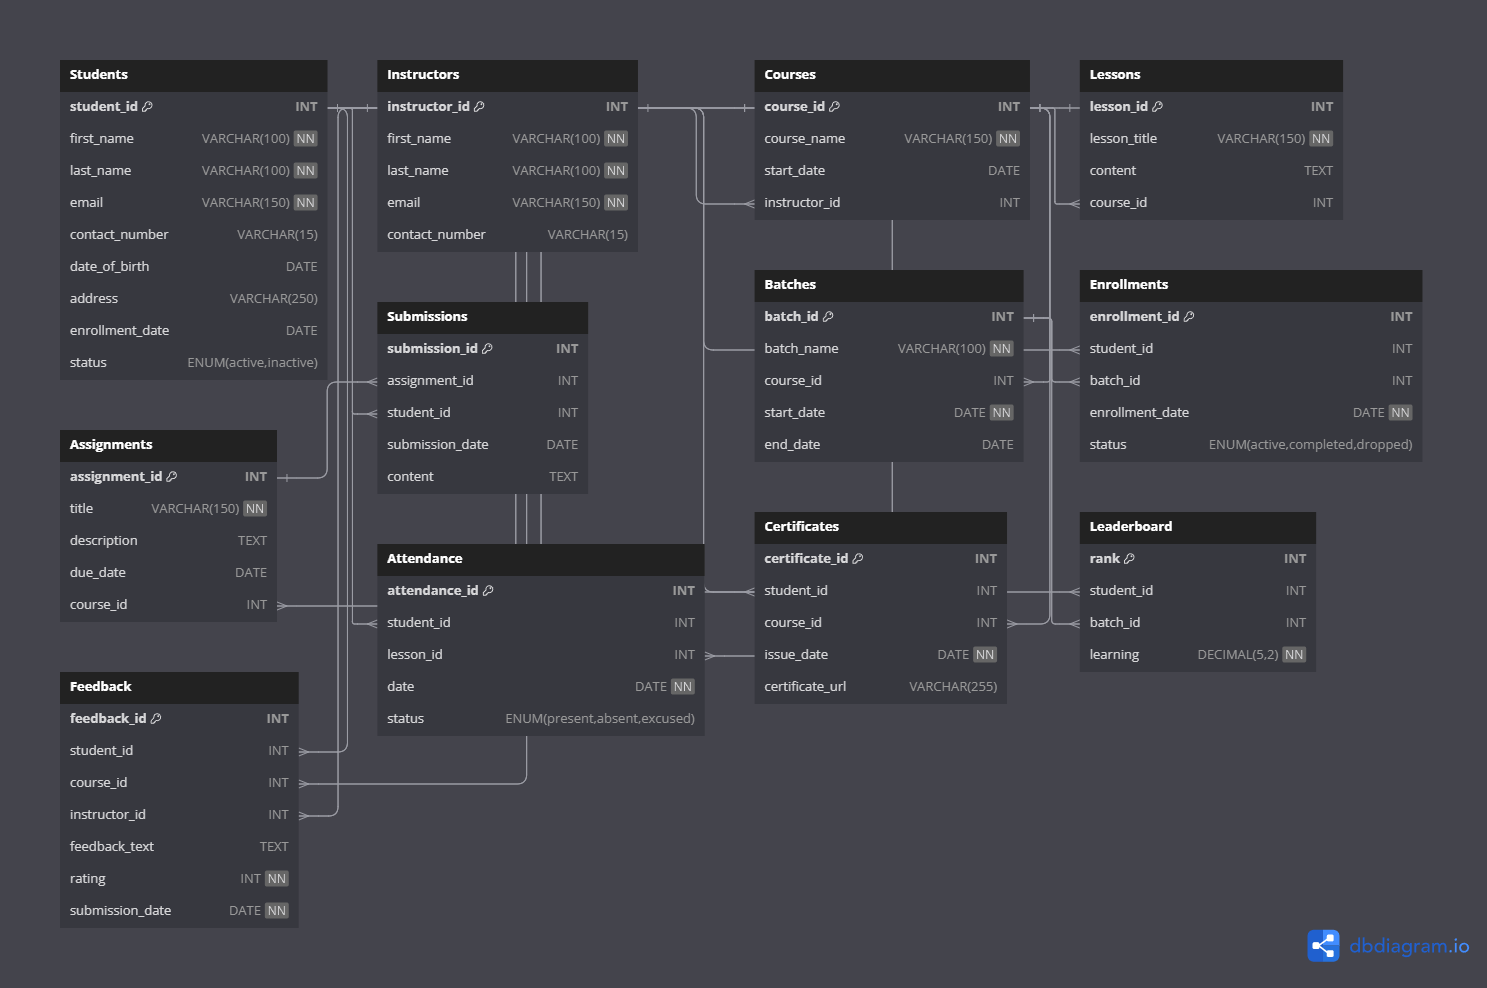 Students
student_id INT
first_name VARCHAR(100) NN
last_name VARCHAR(100) NN
email VARCHAR(150) NN
contact_number VARCHAR(15)
date_of_birth DATE
address VARCHAR(250)
enrollment_date DATE
status ENUM(active,inactive)
Instructors
instructor_id INT
first_name VARCHAR(100) NN
last_name VARCHAR(100) NN
email VARCHAR(150) NN
contact_number VARCHAR(15)
Courses
course_id INT
course_name VARCHAR(150) NN
start_date DATE
instructor_id INT
Lessons
lesson_id INT
lesson_title VARCHAR(150) NN
content TEXT
course_id INT
Submissions
submission_id INT
assignment_id INT
student_id INT
submission_date DATE
content TEXT
Batches
batch_id INT
batch_name VARCHAR(100) NN
course_id INT
start_date DATE NN
end_date DATE
Enrollments
enrollment_id INT
student_id INT
batch_id INT
enrollment_date DATE NN
status ENUM(active,completed,dropped)
Assignments
assignment_id INT
title VARCHAR(150) NN
description TEXT
due_date DATE
course_id INT
Attendance
attendance_id INT
student_id INT
lesson_id INT
date DATE NN
status ENUM(present,absent,excused)
Certificates
certificate_id INT
student_id INT
course_id INT
issue_date DATE NN
certificate_url VARCHAR(255)
Leaderboard
rank INT
student_id INT
batch_id INT
learning DECIMAL(5,2) NN
Feedback
feedback_id INT
student_id INT
course_id INT
instructor_id INT
feedback_text TEXT
rating INT NN
submission_date DATE NN
dbdiagram.io